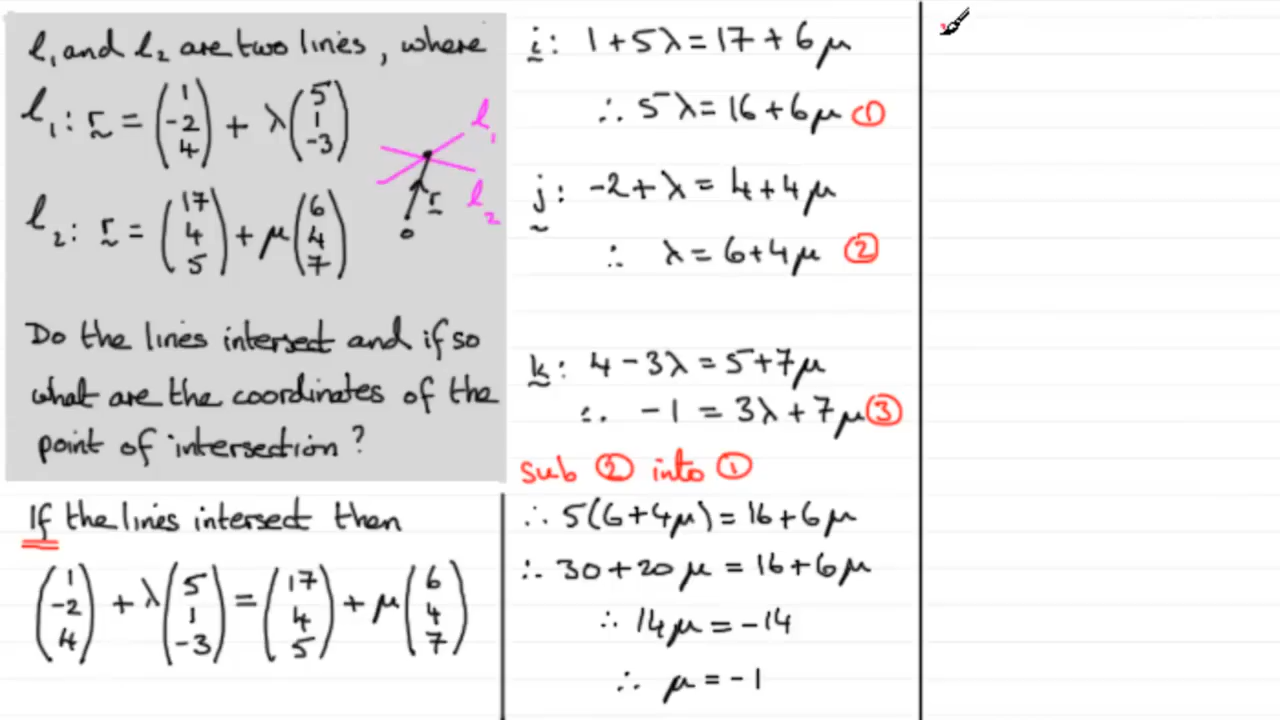 l₁ and l₂ are two lines, where
l₁: r = (1 -2 4) + λ(5 1 -3)
l₂: r = (17 4 5) + μ(6 4 7)
l₁
l₂
r
o
Do the lines intersect and if so
what are the coordinates of the
point of intersection?
If the lines intersect then
(1 -2 4) + λ(5 1 -3) = (17 4 5) + μ(6 4 7)
i: 1+5λ = 17+6μ
∴ 5λ = 16+6μ ①
j: -2+λ = 4+4μ
∴ λ = 6+4μ ②
k: 4-3λ = 5+7μ
∴ -1 = 3λ+7μ ③
sub ② into ①
∴ 5(6+4μ) = 16+6μ
∴ 30+20μ = 16+6μ
∴ 14μ = -14
∴ μ = -1